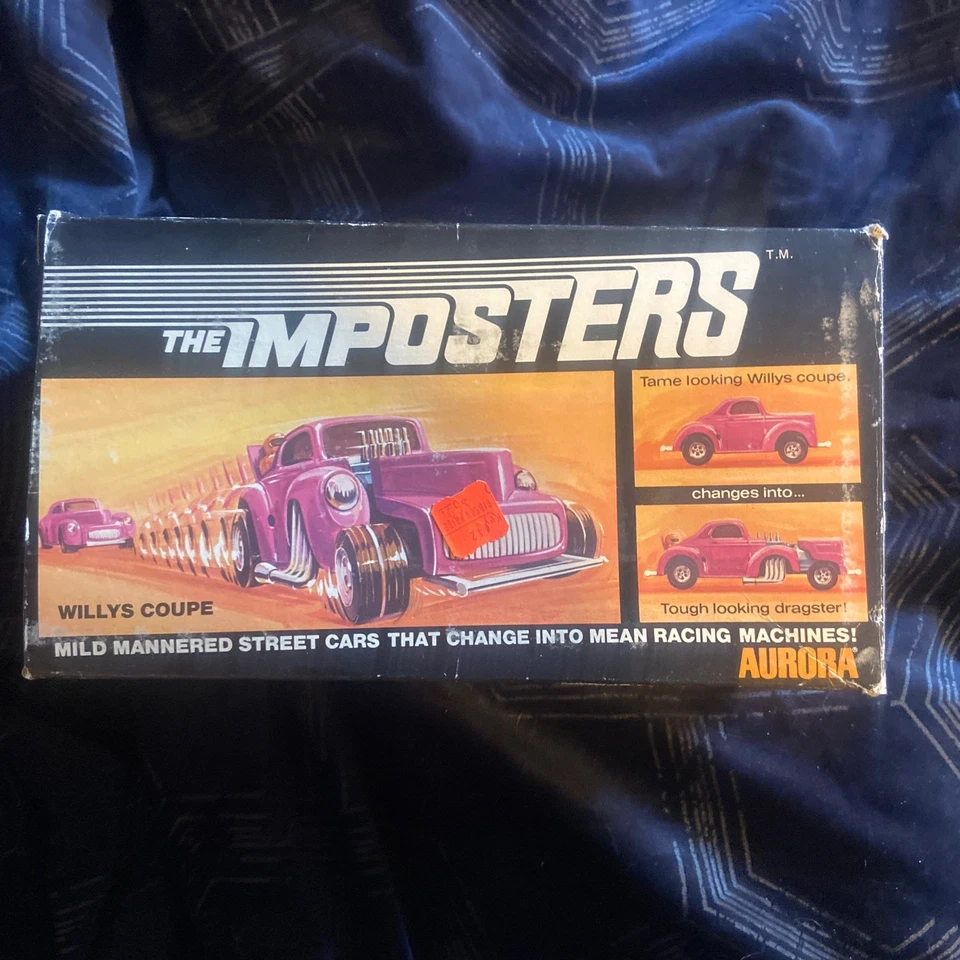 THE IMPOSTERS T.M.
Tame looking Willys coupe.
changes into...
Tough looking dragster!
WILLYS COUPE
MILD MANNERED STREET CARS THAT CHANGE INTO MEAN RACING MACHINES!
AURORA®